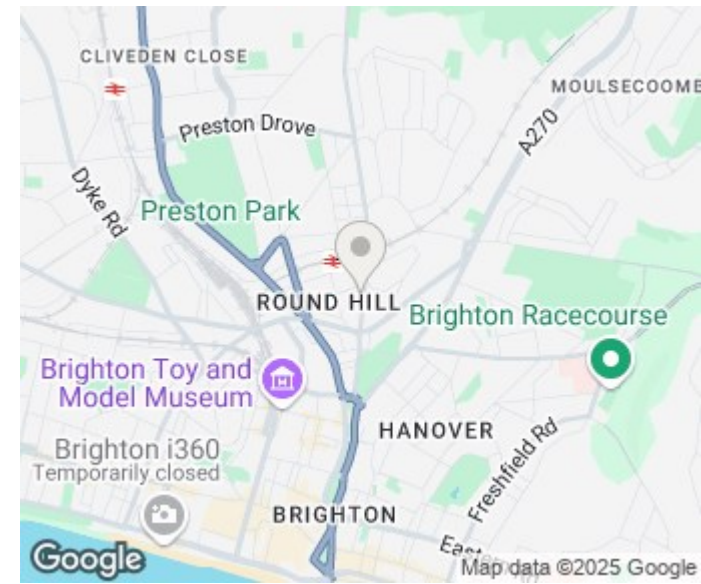 CLIVEDEN CLOSE
MOULSECOOMB
Preston Drove
A270
Dyke Rd
Preston Park
ROUND HILL
Brighton Racecourse
Brighton Toy and
Model Museum
HANOVER
Brighton i360
Temporarily closed
Freshfield Rd
BRIGHTON
Google
Map data ©2025 Google